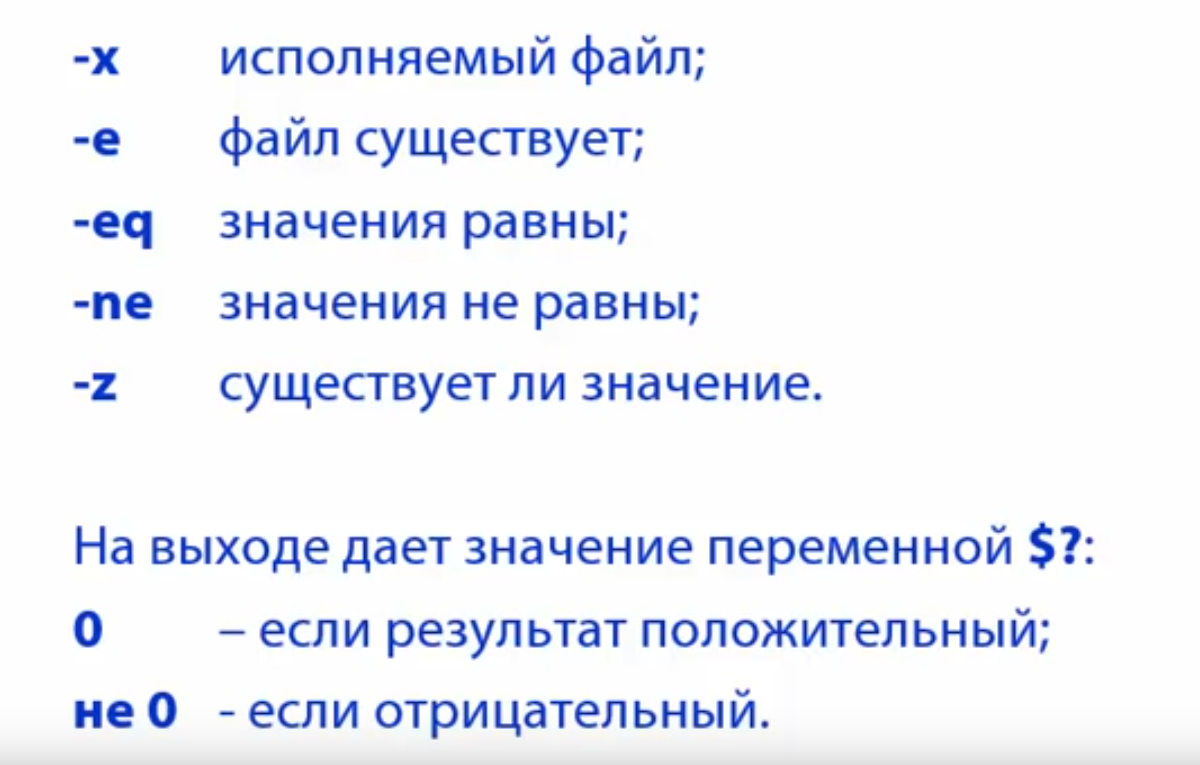 -x исполняемый файл;
-e файл существует;
-eq значения равны;
-ne значения не равны;
-z существует ли значение.
На выходе дает значение переменной $?:
0 – если результат положительный;
не 0 - если отрицательный.